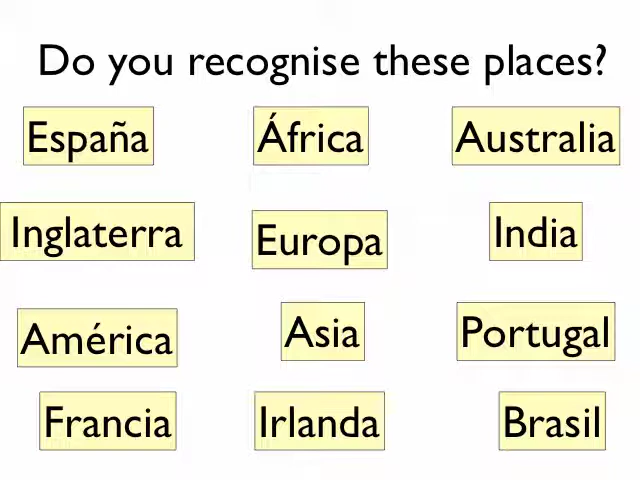 Do you recognise these places?
España
África
Australia
Inglaterra
Europa
India
América
Asia
Portugal
Francia
Irlanda
Brasil